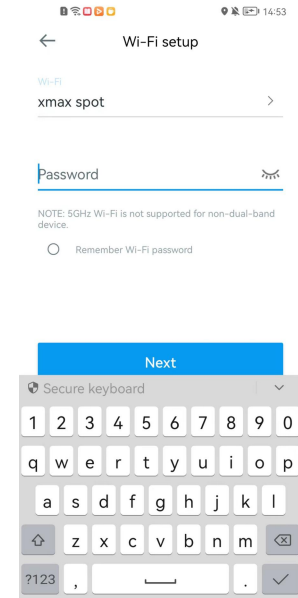 14:53
Wi-Fi setup
Wi-Fi
xmax spot
Password
NOTE: 5GHz Wi-Fi is not supported for non-dual-band
device.
Remember Wi-Fi password
Next
Secure keyboard
1 2 3 4 5 6 7 8 9 0
q w e r t y u i o p
a s d f g h j k l
z x c v b n m
?123 , .